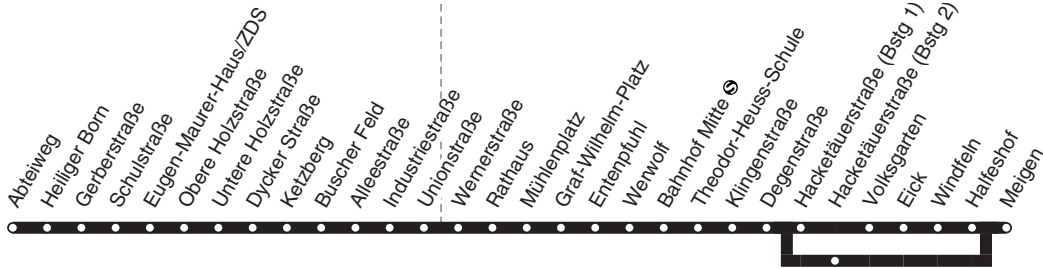 Abteiweg
Heiliger Born
Gerberstraße
Schulstraße
Eugen-Maurer-Haus/ZDS
Obere Holzstraße
Untere Holzstraße
Dycker Straße
Ketzberg
Buscher Feld
Alleestraße
Industriestraße
Unionstraße
Wernerstraße
Rathaus
Mühlenplatz
Graf-Wilhelm-Platz
Entenpfuhl
Werwolf
Bahnhof Mitte S
Theodor-Heuss-Schule
Klingenstraße
Degenstraße
Hacketäuerstraße (Bstg 1)
Hacketäuerstraße (Bstg 2)
Volksgarten
Eick
Windfeln
Halfeshof
Meigen